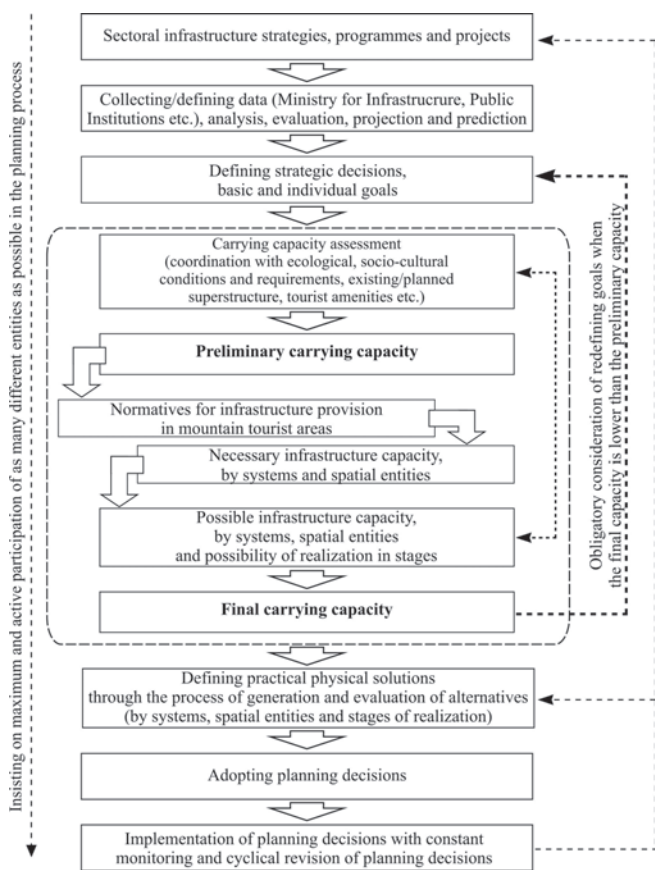 Sectoral infrastructure strategies, programmes and projects
Collecting/defining data (Ministry for Infrastrucrure, Public
Institutions etc.), analysis, evaluation, projection and prediction
Defining strategic decisions,
basic and individual goals
Carrying capacity assessment
(coordination with ecological, socio-cultural
conditions and requirements, existing/planned
superstructure, tourist amenities etc.)
Preliminary carrying capacity
Normatives for infrastructure provision
in mountain tourist areas
Necessary infrastructure capacity,
by systems and spatial entities
Possible infrastructure capacity,
by systems, spatial entities
and possibility of realization in stages
Final carrying capacity
Defining practical physical solutions
through the process of generation and evaluation of alternatives
(by systems, spatial entities and stages of realization)
Adopting planning decisions
Implementation of planning decisions with constant
monitoring and cyclical revision of planning decisions
Insisting on maximum and active participation of as many different entities as possible in the planning process
Obligatory consideration of redefining goals when
the final capacity is lower than the preliminary capacity